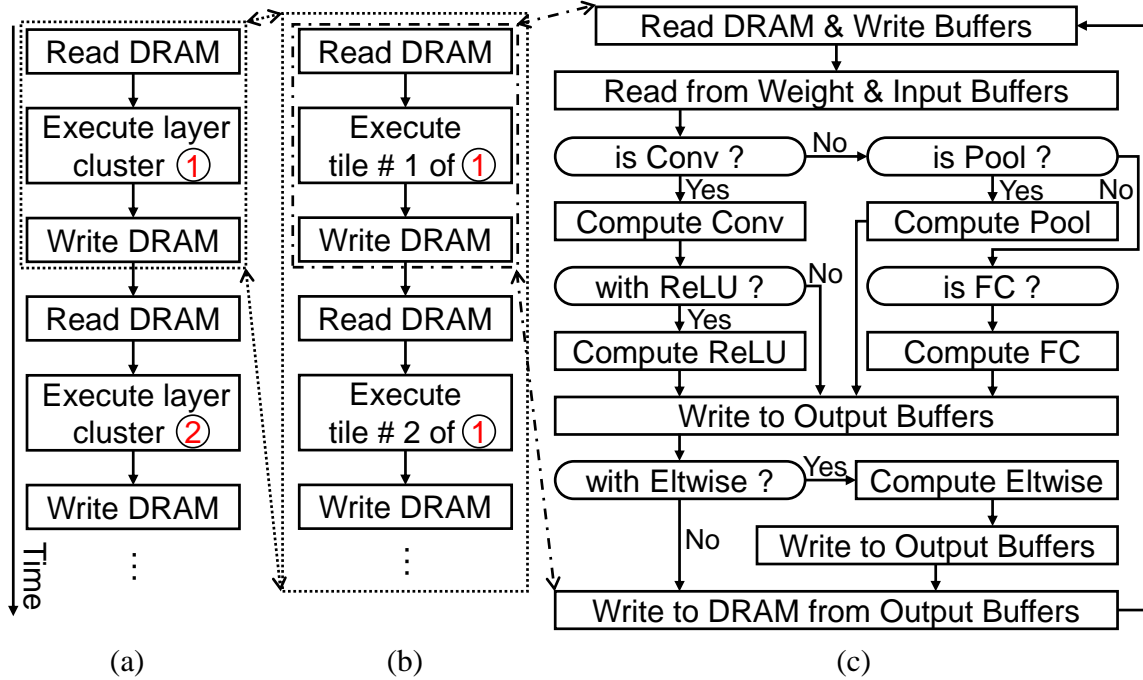 Read DRAM
Execute layer
cluster ①
Write DRAM
Read DRAM
Execute layer
cluster ②
Write DRAM
⋮
Time
(a)
Read DRAM
Execute
tile # 1 of ①
Write DRAM
Read DRAM
Execute
tile # 2 of ①
Write DRAM
⋮
(b)
Read DRAM & Write Buffers
Read from Weight & Input Buffers
is Conv ?
No
is Pool ?
Yes
Yes
No
Compute Conv
Compute Pool
with ReLU ?
No
is FC ?
Yes
Compute ReLU
Compute FC
Write to Output Buffers
with Eltwise ?
Yes
Compute Eltwise
No
Write to Output Buffers
Write to DRAM from Output Buffers
(c)